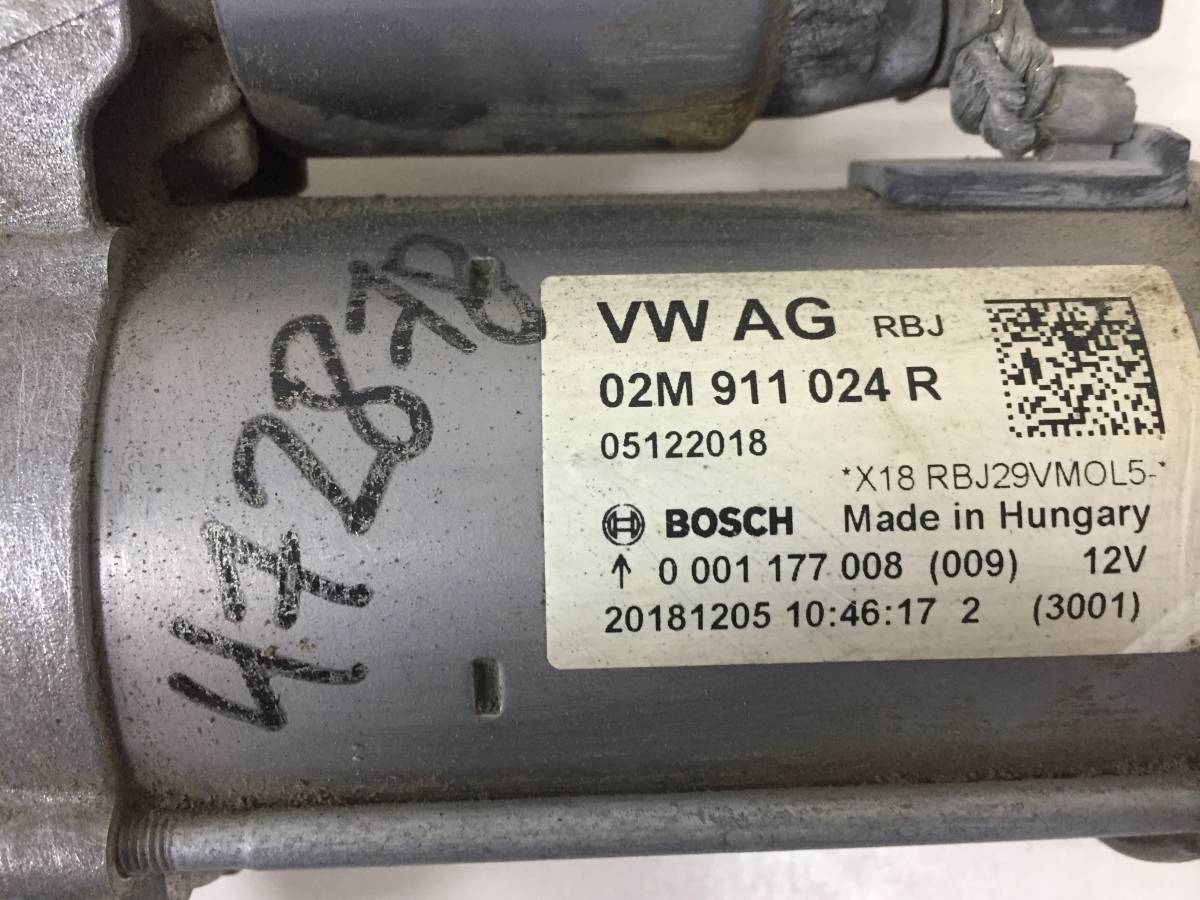 472878
VW AG RBJ
02M 911 024 R
05122018
*X18 RBJ29VMOL5-*
BOSCH Made in Hungary
↑ 0 001 177 008 (009) 12V
20181205 10:46:17 2 (3001)